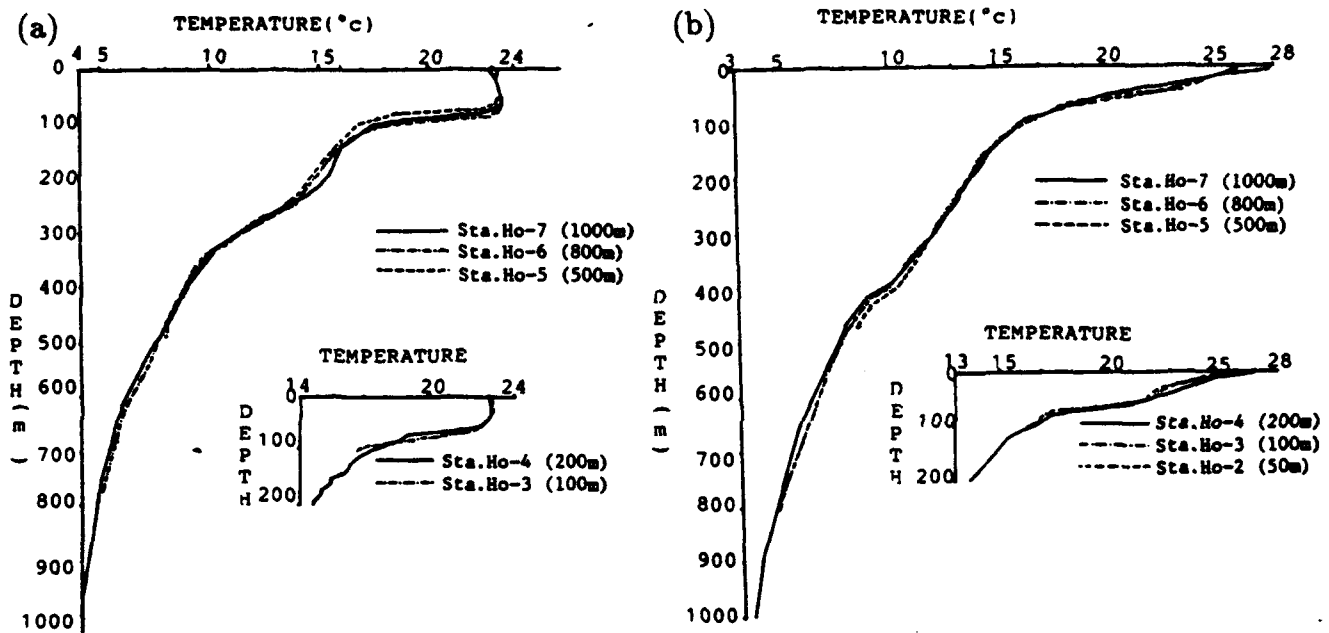 (a) TEMPERATURE(°c)
4 5 10 15 20 24
0
100
200
300
400
500
600
700
800
900
1000
DEPTH(m)
Sta.Ho-7 (1000m)
Sta.Ho-6 (800m)
Sta.Ho-5 (500m)
TEMPERATURE
14 20 24
0
100
200
DEPTH
Sta.Ho-4 (200m)
Sta.Ho-3 (100m)
(b) TEMPERATURE(°c)
3 5 10 15 20 25 28
0
100
200
300
400
500
600
700
800
900
1000
DEPTH(m)
Sta.Ho-7 (1000m)
Sta.Ho-6 (800m)
Sta.Ho-5 (500m)
TEMPERATURE
13 15 20 25 28
0
100
200
DEPTH
Sta.Ho-4 (200m)
Sta.Ho-3 (100m)
Sta.Ho-2 (50m)